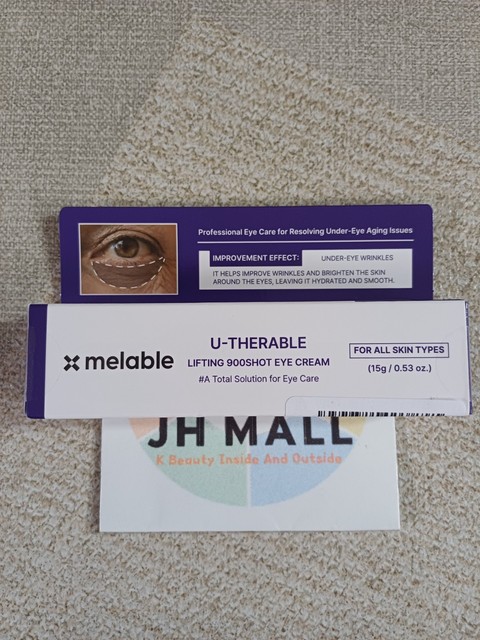 Professional Eye Care for Resolving Under-Eye Aging Issues
IMPROVEMENT EFFECT: UNDER-EYE WRINKLES
IT HELPS IMPROVE WRINKLES AND BRIGHTEN THE SKIN
AROUND THE EYES, LEAVING IT HYDRATED AND SMOOTH.
melable
U-THERABLE
LIFTING 900SHOT EYE CREAM
#A Total Solution for Eye Care
FOR ALL SKIN TYPES
(15g / 0.53 oz.)
JH MALL
K Beauty Inside And Outside